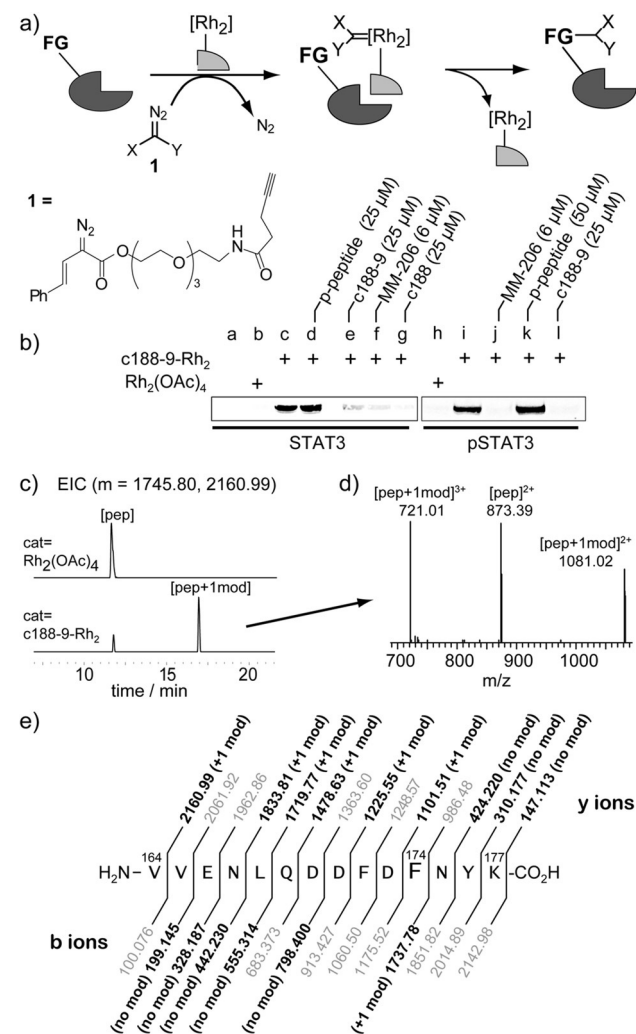 a)
FG
[Rh2]
N2
X Y
1
N2
X
Y
[Rh2]
FG
[Rh2]
FG
X
Y
1 =
N2
Ph
O
O
O
3
H
N
O
p-peptide (25 µM)
c188-9 (25 µM)
MM-206 (6 µM)
c188 (25 µM)
MM-206 (6 µM)
p-peptide (50 µM)
c188-9 (25 µM)
b)
a b c d e f g h i j k l
c188-9-Rh2 + + + + + + + + +
Rh2(OAc)4 + +
STAT3 pSTAT3
c) EIC (m = 1745.80, 2160.99)
[pep]
cat=
Rh2(OAc)4
[pep+1mod]
cat=
c188-9-Rh2
10 15 20
time / min
d)
[pep+1mod]3+
721.01
[pep]2+
873.39
[pep+1mod]2+
1081.02
700 800 900 1000
m/z
e)
2160.99 (+1 mod)
2061.92
1962.86
1833.81 (+1 mod)
1719.77 (+1 mod)
1478.63 (+1 mod)
1363.60
1225.55 (+1 mod)
1248.57
1101.51 (+1 mod)
986.48
424.220 (no mod)
310.177 (no mod)
147.113 (no mod)
y ions
164 174 177
H2N- V V E N L Q D D F D F N Y K -CO2H
b ions
100.076
(no mod) 199.145
(no mod) 328.187
(no mod) 442.230
(no mod) 555.314
683.373
(no mod) 798.400
913.427
1060.50
1175.52
(+1 mod) 1737.78
1851.82
2014.89
2142.98